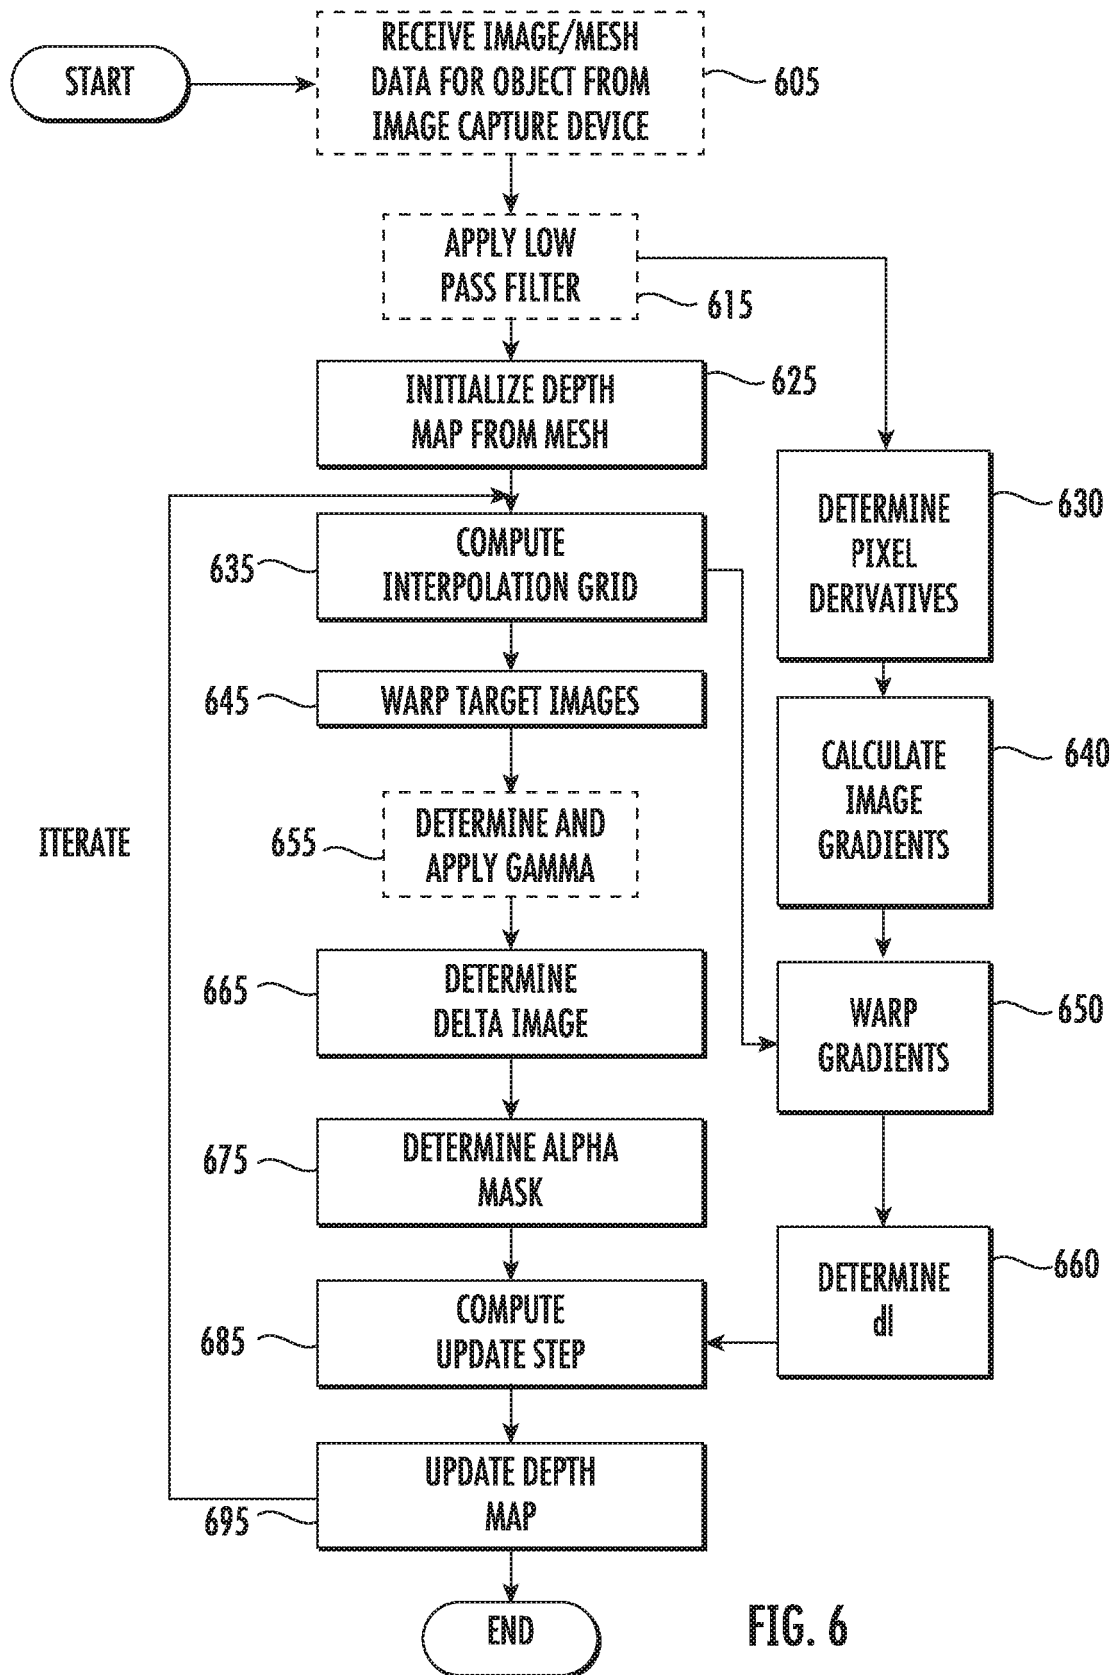 START
RECEIVE IMAGE/MESH
DATA FOR OBJECT FROM
IMAGE CAPTURE DEVICE
605
APPLY LOW
PASS FILTER
615
INITIALIZE DEPTH
MAP FROM MESH
625
DETERMINE
PIXEL
DERIVATIVES
630
COMPUTE
INTERPOLATION GRID
635
WARP TARGET IMAGES
645
CALCULATE
IMAGE
GRADIENTS
640
ITERATE
DETERMINE AND
APPLY GAMMA
655
DETERMINE
DELTA IMAGE
665
WARP
GRADIENTS
650
DETERMINE ALPHA
MASK
675
COMPUTE
UPDATE STEP
685
DETERMINE
dI
660
UPDATE DEPTH
MAP
695
END
FIG. 6